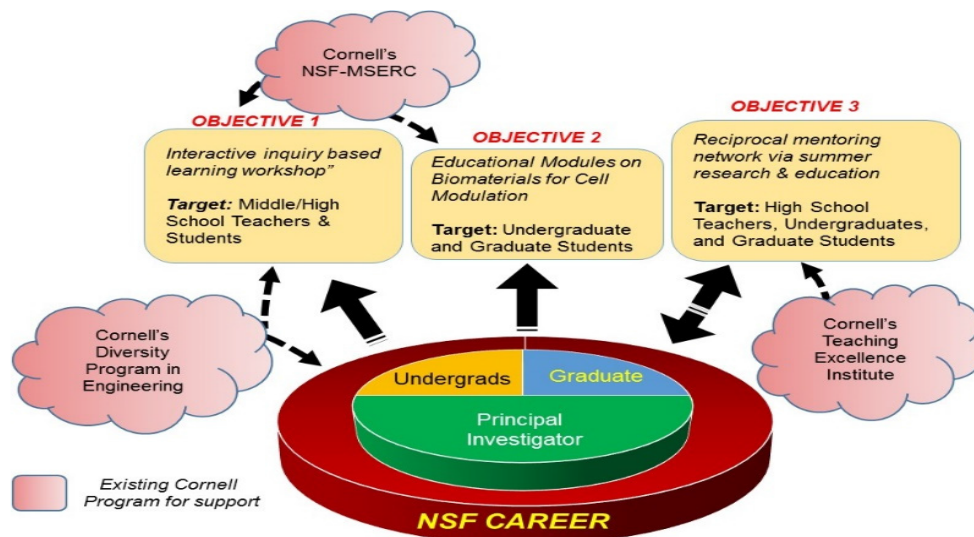 Cornell's
NSF-MSERC
OBJECTIVE 1
Interactive inquiry based
learning workshop”
Target: Middle/High
School Teachers &
Students
OBJECTIVE 2
Educational Modules on
Biomaterials for Cell
Modulation
Target: Undergraduate
and Graduate Students
OBJECTIVE 3
Reciprocal mentoring
network via summer
research & education
Target: High School
Teachers, Undergraduates,
and Graduate Students
Cornell's
Diversity
Program in
Engineering
Cornell's
Teaching
Excellence
Institute
Undergrads
Graduate
Principal
Investigator
NSF CAREER
Existing Cornell
Program for support